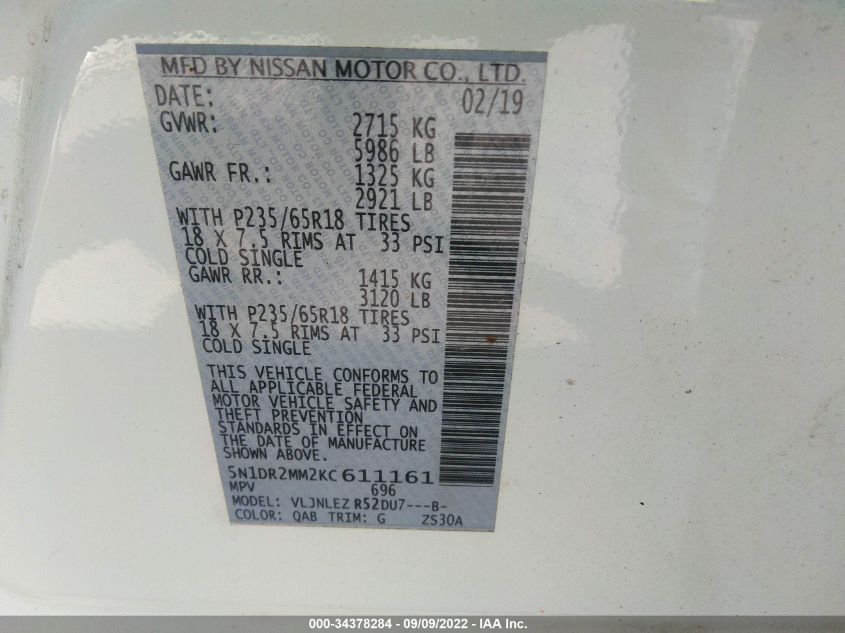 MFD BY NISSAN MOTOR CO., LTD.
DATE: 02/19
GVWR: 2715 KG
5986 LB
GAWR FR.: 1325 KG
2921 LB
WITH P235/65R18 TIRES
18 X 7.5 RIMS AT 33 PSI
COLD SINGLE
GAWR RR.: 1415 KG
3120 LB
WITH P235/65R18 TIRES
18 X 7.5 RIMS AT 33 PSI
COLD SINGLE
THIS VEHICLE CONFORMS TO
ALL APPLICABLE FEDERAL
MOTOR VEHICLE SAFETY AND
THEFT PREVENTION
STANDARDS IN EFFECT ON
THE DATE OF MANUFACTURE
SHOWN ABOVE.
5N1DR2MM2KC611161
MPV 696
MODEL: VLJNLEZ R52DU7---B-
COLOR: QAB TRIM: G ZS30A
000-34378284 - 09/09/2022 - IAA Inc.